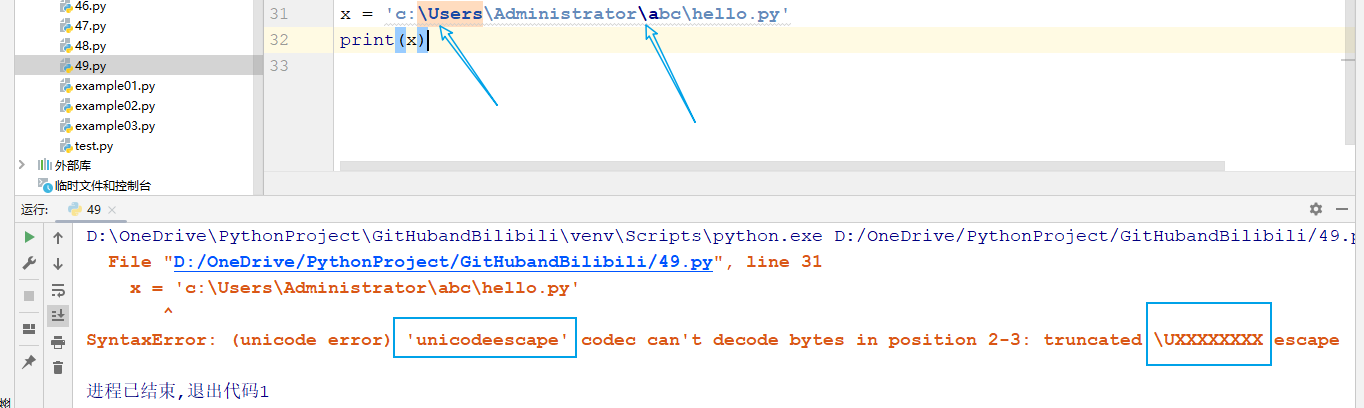 46.py
47.py
48.py
49.py
example01.py
example02.py
example03.py
test.py
外部库
临时文件和控制台
31 x = 'c:\Users\Administrator\abc\hello.py'
32 print(x)
33
运行: 49
D:\OneDrive\PythonProject\GitHubandBilibili\venv\Scripts\python.exe D:/OneDrive/PythonProject/GitHubandBilibili/49.p
File "D:/OneDrive/PythonProject/GitHubandBilibili/49.py", line 31
x = 'c:\Users\Administrator\abc\hello.py'
^
SyntaxError: (unicode error) 'unicodeescape' codec can't decode bytes in position 2-3: truncated \UXXXXXXXX escape
进程已结束,退出代码1